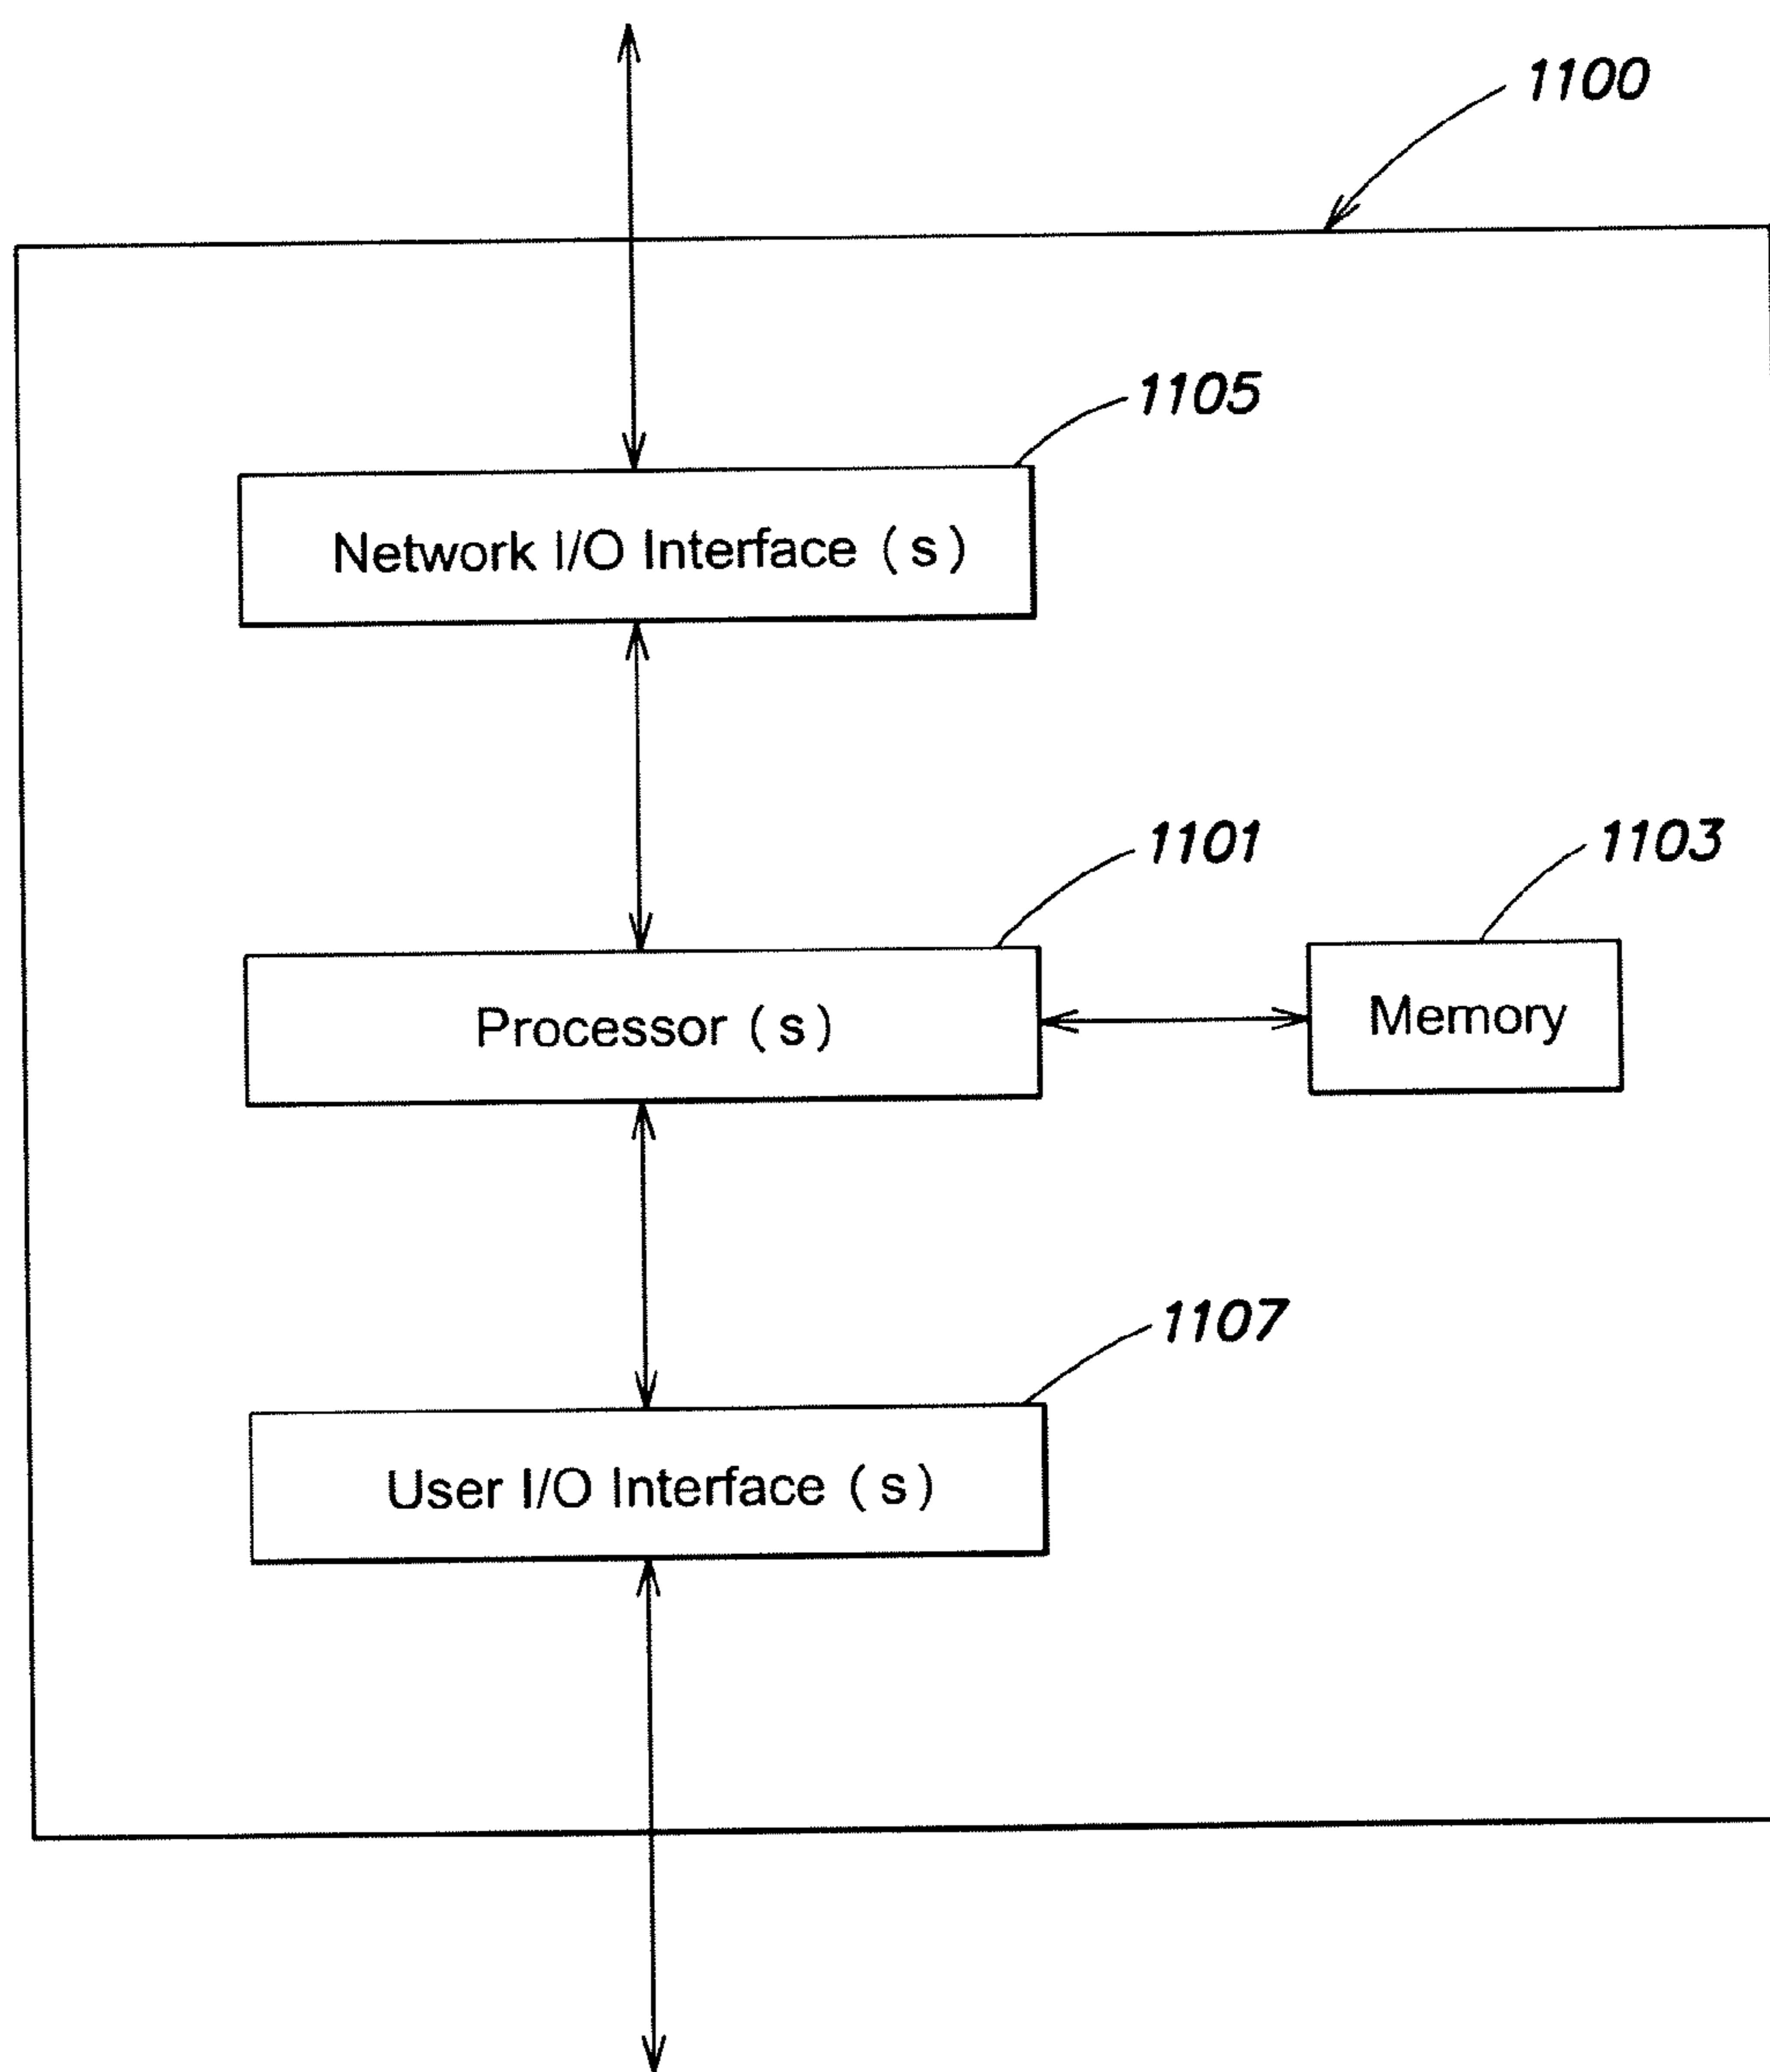 1100
1105
Network I/O Interface (s)
1101
1103
Processor (s)
Memory
1107
User I/O Interface (s)